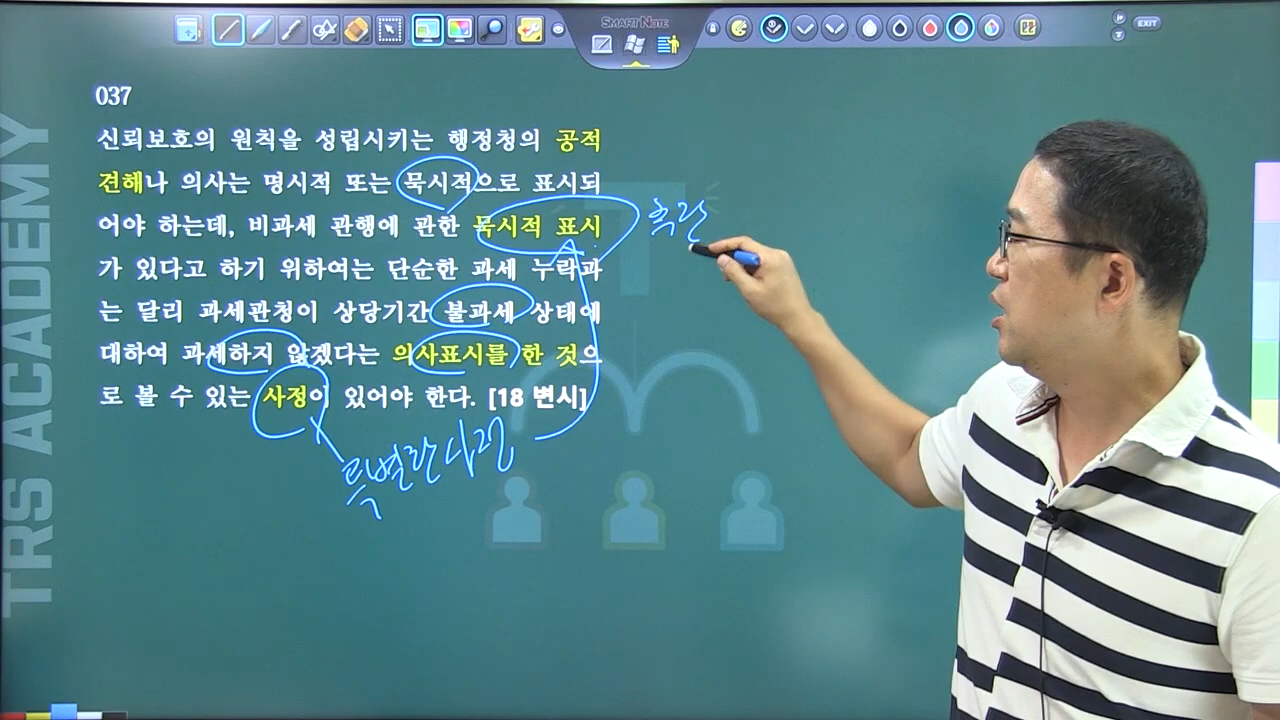 SMART NOTE
EXIT
037
신뢰보호의 원칙을 성립시키는 행정청의 공적
견해나 의사는 명시적 또는 묵시적으로 표시되
어야 하는데, 비과세 관행에 관한 묵시적 표시
가 있다고 하기 위하여는 단순한 과세 누락과
는 달리 과세관청이 상당기간 불과세 상태에
대하여 과세하지 않겠다는 의사표시를 한 것으
로 볼 수 있는 사정이 있어야 한다. [18 변시]
특별한 사정
TRS ACADEMY